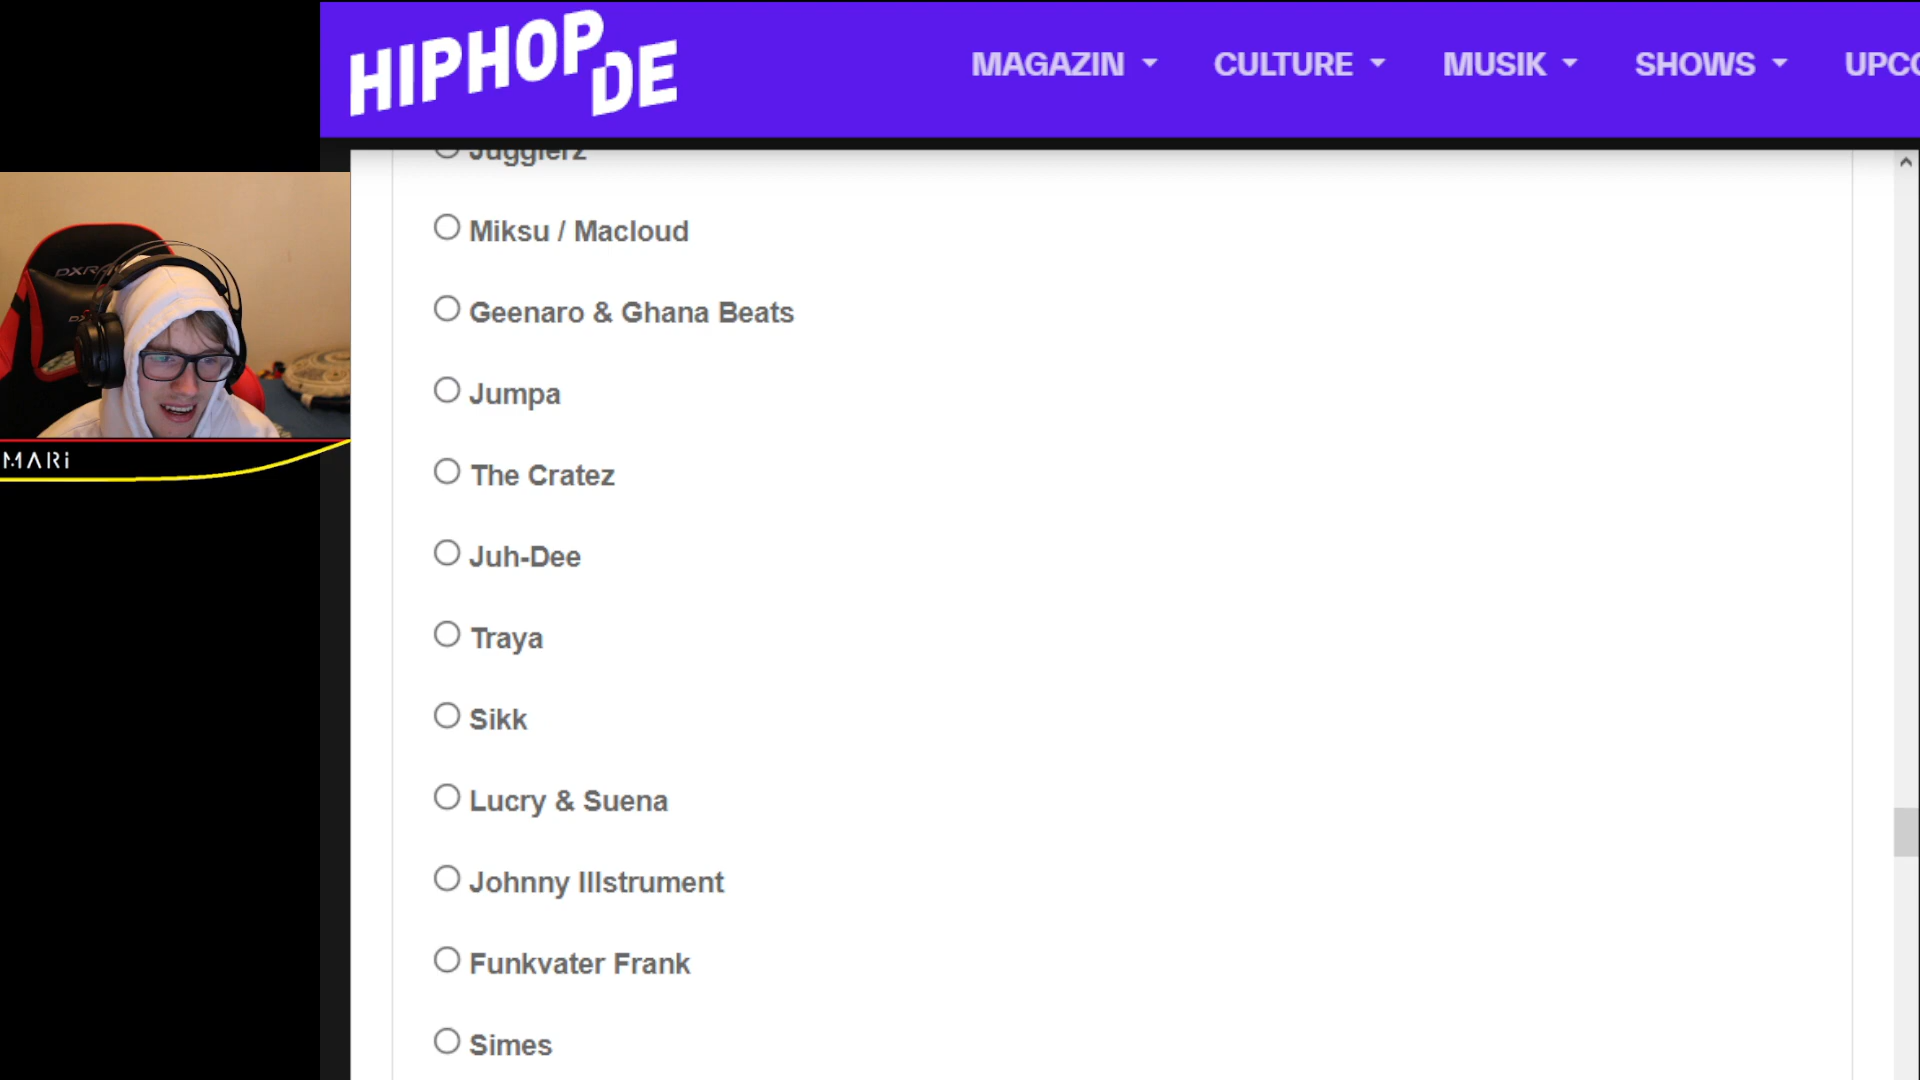 HIPHOP.DE
MAGAZIN
CULTURE
MUSIK
SHOWS
Jugglerz
Miksu / Macloud
Geenaro & Ghana Beats
Jumpa
The Cratez
Juh-Dee
Traya
Sikk
Lucry & Suena
Johnny Illstrument
Funkvater Frank
Simes
MARi